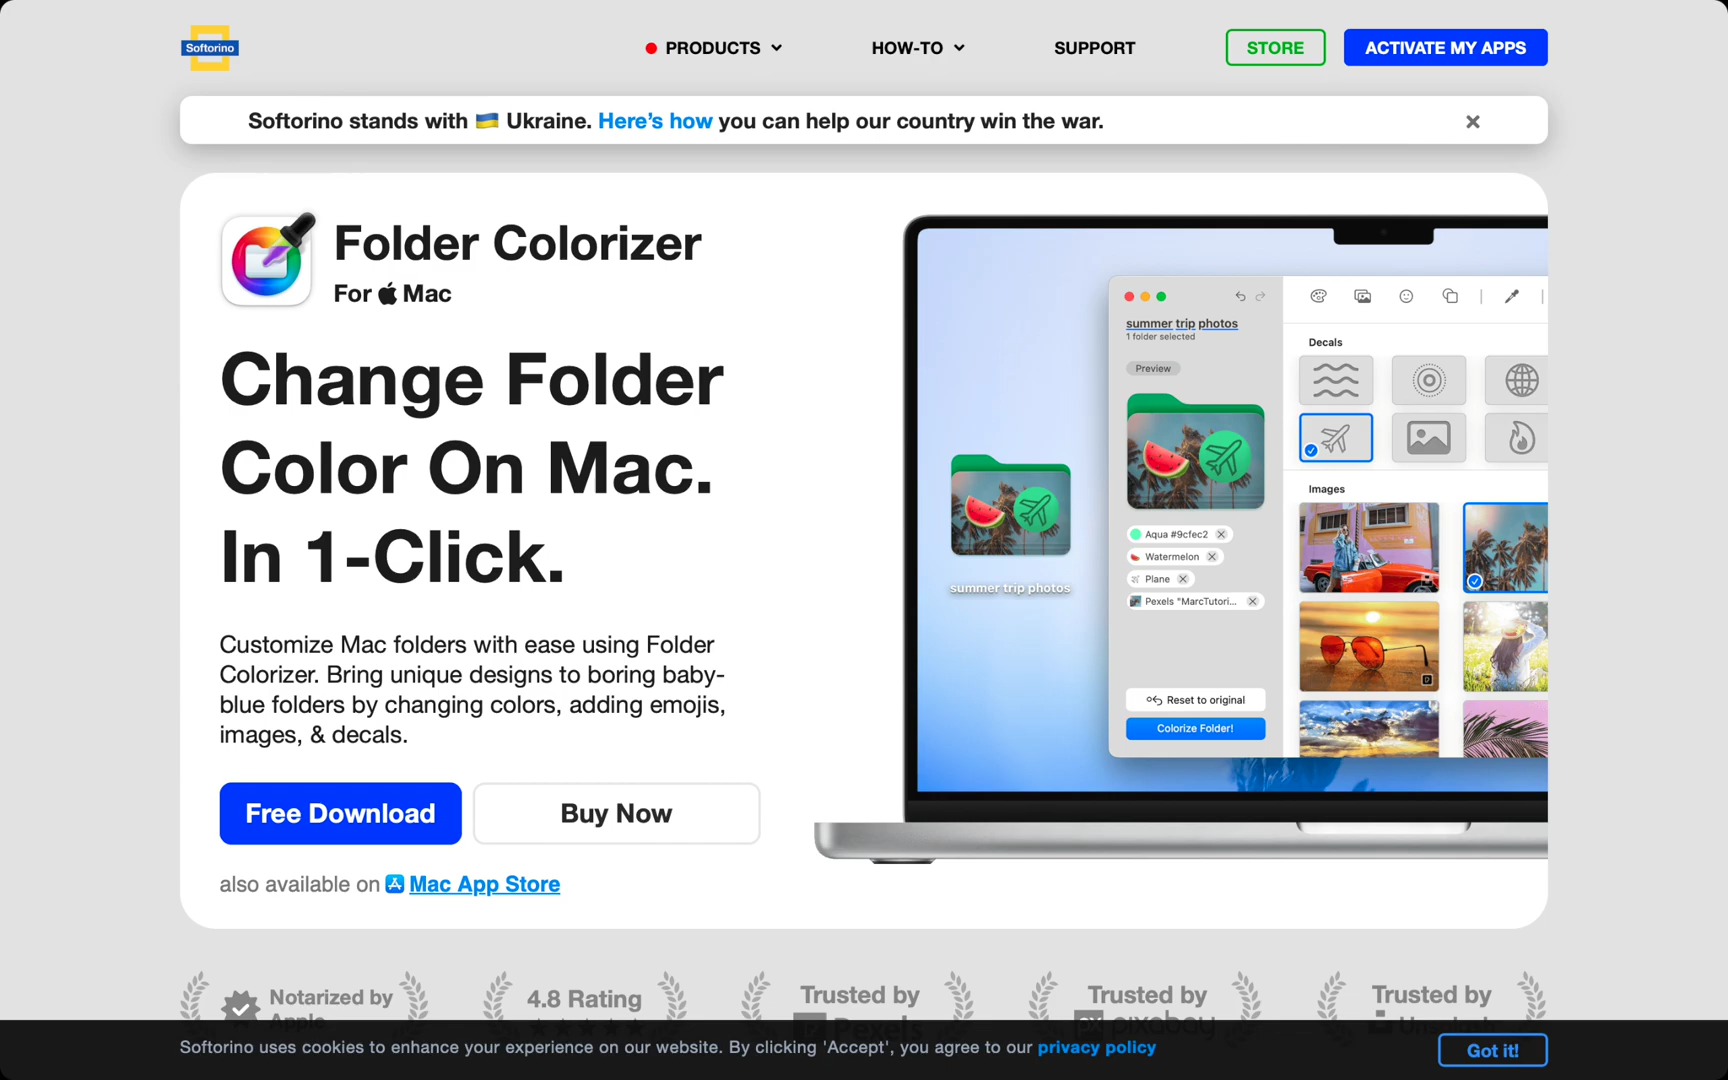 Softorino
PRODUCTS
HOW-TO
SUPPORT
STORE
ACTIVATE MY APPS
Softorino stands with 🇺🇦 Ukraine. Here’s how you can help our country win the war.
Folder Colorizer
For Mac
Change Folder
Color On Mac.
In 1-Click.
Customize Mac folders with ease using Folder
Colorizer. Bring unique designs to boring baby-
blue folders by changing colors, adding emojis,
images, & decals.
Free Download
Buy Now
also available on Mac App Store
summer trip photos
summer trip photos
1 folder selected
Preview
Aqua #9cfec2
Watermelon
Plane
Pexels "MarcTutori...
Reset to original
Colorize Folder!
Decals
Images
Notarized by
Apple
4.8 Rating
Trusted by
Pexels
Trusted by
pixabay
Trusted by
Softorino uses cookies to enhance your experience on our website. By clicking 'Accept', you agree to our privacy policy
Got it!